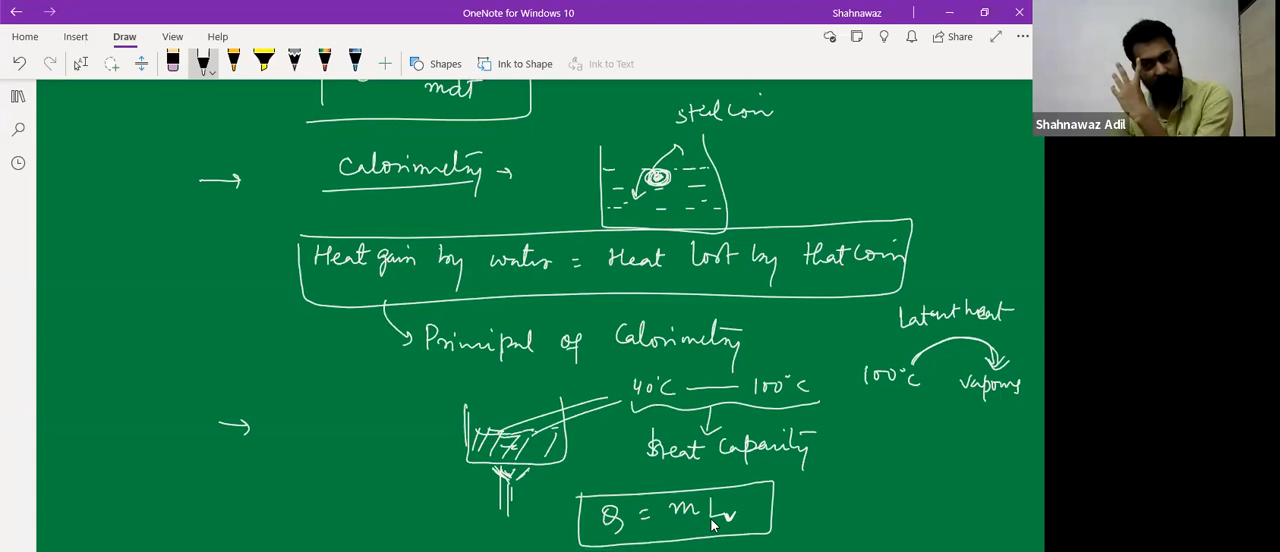 OneNote for Windows 10
Shahnawaz
Home Insert Draw View Help
Share
Shapes Ink to Shape Ink to Text
mdT
Steel coin
Calorimetry
Heat gain by water = Heat lost by that coin
Principal of Calorimetry
Latent heat
100°C vapours
40°C 100°C
Heat Capacity
Q = m Lv
Shahnawaz Adil